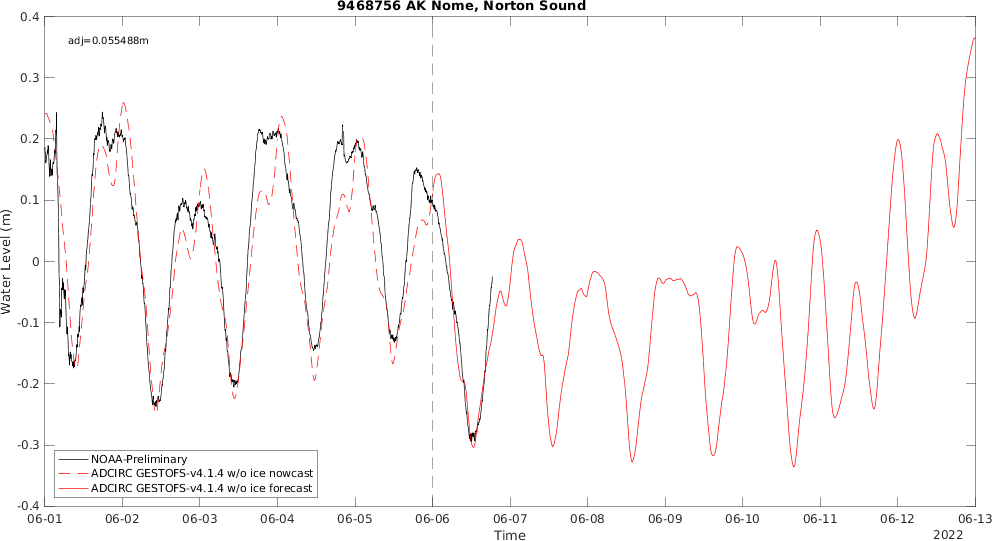 9468756 AK Nome, Norton Sound
adj=0.055488m
0.4
0.3
0.2
0.1
0
-0.1
-0.2
-0.3
-0.4
Water Level (m)
NOAA-Preliminary
ADCIRC GESTOFS-v4.1.4 w/o ice nowcast
ADCIRC GESTOFS-v4.1.4 w/o ice forecast
06-01 06-02 06-03 06-04 06-05 06-06 06-07 06-08 06-09 06-10 06-11 06-12 06-13
Time
2022